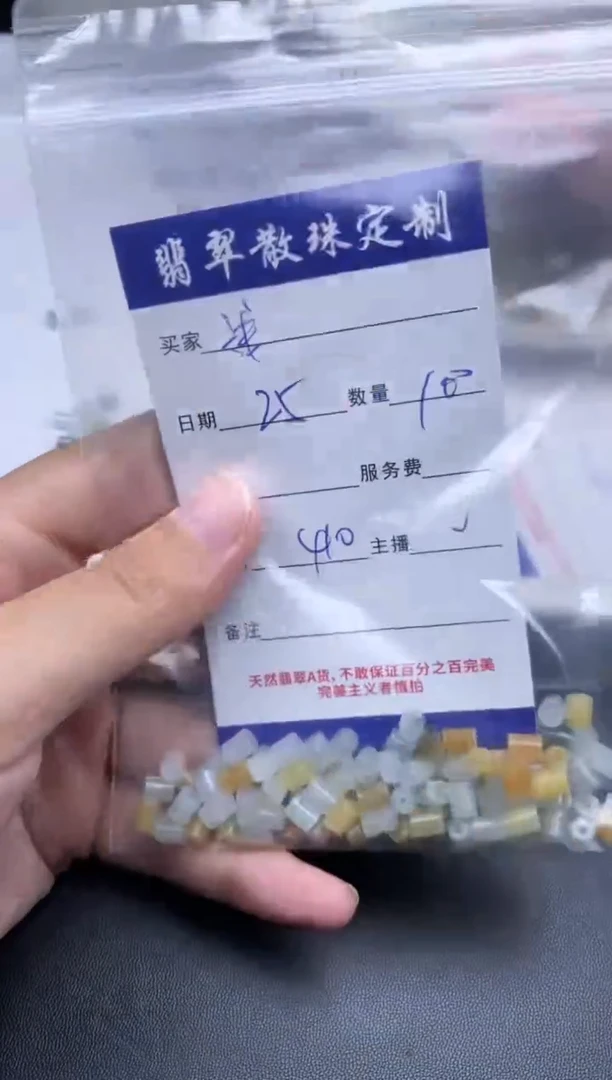 翡翠散珠定制
买家
日期 25 数量 10
服务费
40 主播
备注
天然翡翠A货，不敢保证百分之百完美
完美主义者慎拍